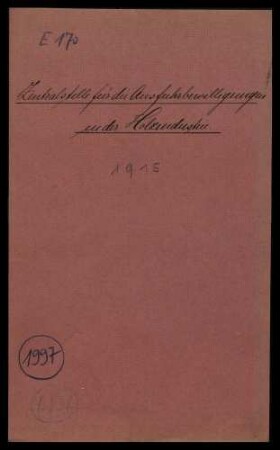 E 170
Zentralstelle für die Ausfuhrbewilligungen
in der Holzindustrie
1915
1997